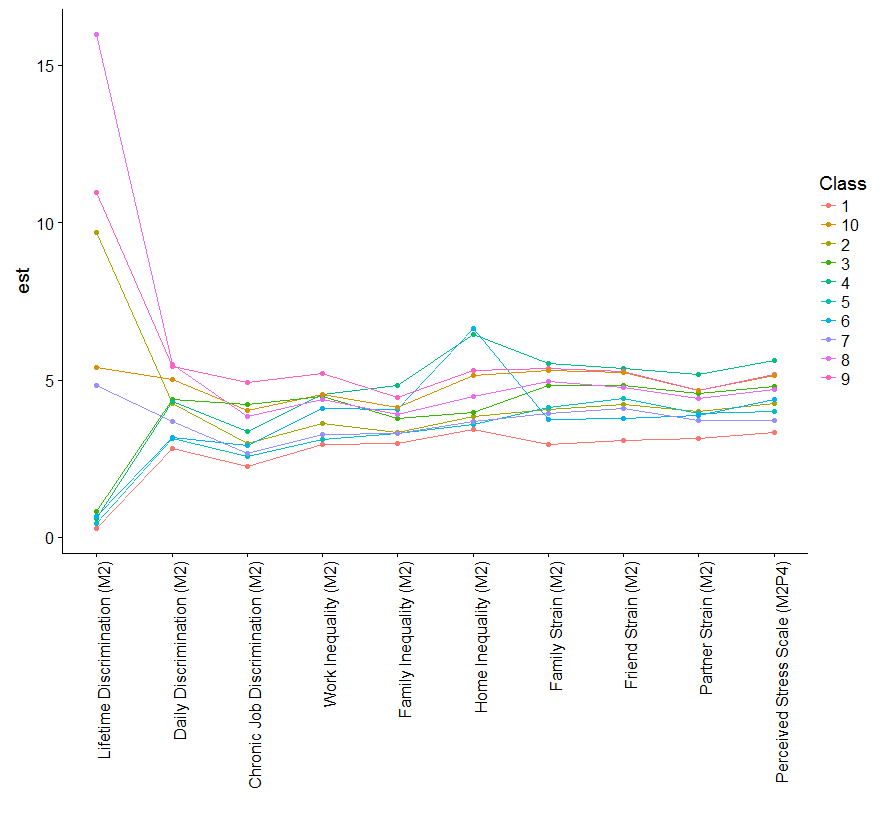 est
15
10
5
0
Lifetime Discrimination (M2)
Daily Discrimination (M2)
Chronic Job Discrimination (M2)
Work Inequality (M2)
Family Inequality (M2)
Home Inequality (M2)
Family Strain (M2)
Friend Strain (M2)
Partner Strain (M2)
Perceived Stress Scale (M2P4)
Class
1
10
2
3
4
5
6
7
8
9